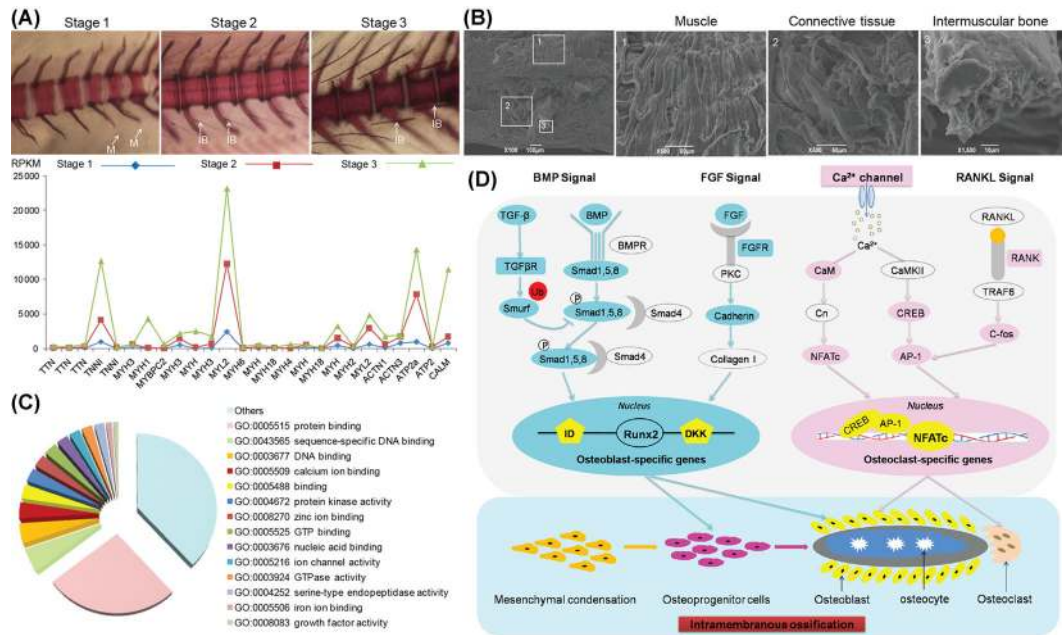 (A)
Stage 1
Stage 2
Stage 3
M
M
IB
IB
IB
IB
RPKM
Stage 1
Stage 2
Stage 3
25000
20000
15000
10000
5000
0
TTN
TTN
TTN
TNNI
TNNI
MYH3
MYH1
MYBPC2
MYH3
MYH
MYH3
MYL2
MYH6
MYH
MYH18
MYH4
MYH
MYH18
MYH
MYL2
ACTN1
ACTN3
ATP2a
ATP2
CALM
(B)
Muscle
Connective tissue
Intermuscular bone
1
2
3
X100 100μm
1
2
3
(C)
Others
GO:0005515 protein binding
GO:0043565 sequence-specific DNA binding
GO:0003677 DNA binding
GO:0005509 calcium ion binding
GO:0005488 binding
GO:0004672 protein kinase activity
GO:0008270 zinc ion binding
GO:0005525 GTP binding
GO:0003676 nucleic acid binding
GO:0005216 ion channel activity
GO:0003924 GTPase activity
GO:0004252 serine-type endopeptidase activity
GO:0005506 iron ion binding
GO:0008083 growth factor activity
(D)
BMP Signal
FGF Signal
Ca²⁺ channel
RANKL Signal
TGF-β
BMP
FGF
RANKL
BMPR
FGFR
Ca²⁺
RANK
TGFβR
Smad1,5,8
PKC
CaM
CaMKII
TRAF6
Ub
Smurf
P
Smad1,5,8
Smad4
Cadherin
Cn
CREB
C-fos
P
Smad1,5,8
Smad4
Collagen I
NFATc
AP-1
Nucleus
ID
Runx2
DKK
Osteoblast-specific genes
Nucleus
CREB
AP-1
NFATc
Osteoclast-specific genes
Mesenchymal condensation
Osteoprogenitor cells
Osteoblast
osteocyte
Osteoclast
Intramembranous ossification